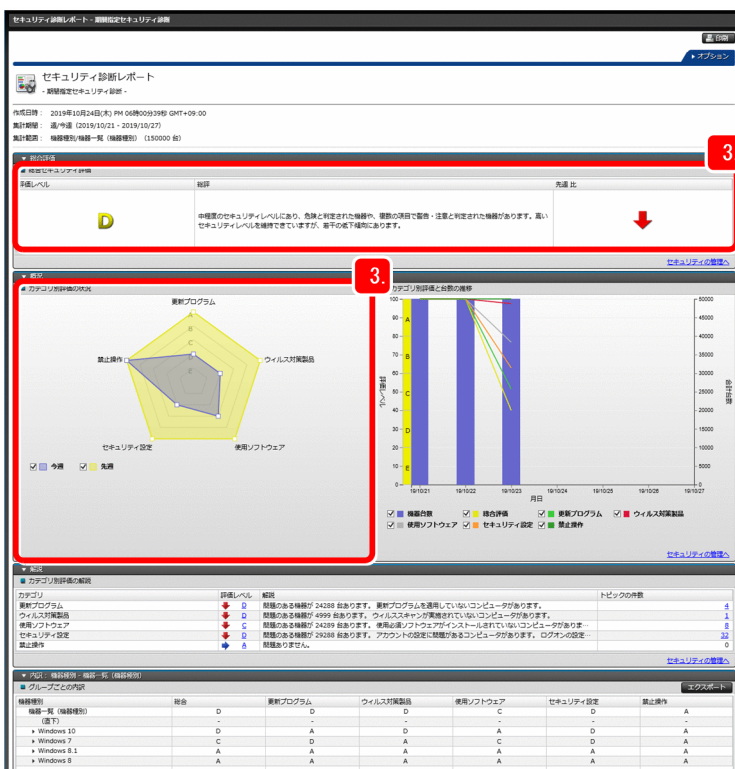 セキュリティ診断レポート - 期間指定セキュリティ診断
印刷
オプション
セキュリティ診断レポート
- 期間指定セキュリティ診断 -
作成日時： 2019年10月24日(木) PM 06時00分39秒 GMT+09:00
集計期間： 週/今週（2019/10/21 - 2019/10/27）
集計範囲： 機器種別/機器一覧（機器種別）（150000 台）
総合評価
3
総合セキュリティ評価
評価レベル 総評 先週 比
D
中程度のセキュリティレベルにあり、危険と判定された機器や、複数の項目で警告・注意と判定された機器があります。高い
セキュリティレベルを維持できていますが、若干の低下傾向にあります。
セキュリティの管理へ
概況
3.
カテゴリ別評価の状況
更新プログラム
A
B
C
D
E
禁止操作
ウィルス対策製品
セキュリティ設定
使用ソフトウェア
今週 先週
カテゴリ別評価と台数の推移
100 50000
90 A 45000
80 40000
70 B 35000
60 30000
50 C 25000
40 20000
30 D 15000
20 10000
10 E 5000
0 0
評価レベル
合計台数
19/10/21 19/10/22 19/10/23 19/10/24 19/10/25 19/10/26 19/10/27
月日
機器台数 総合評価 更新プログラム ウィルス対策製品
使用ソフトウェア セキュリティ設定 禁止操作
セキュリティの管理へ
解説
カテゴリ別評価の解説
カテゴリ 評価レベル 解説 トピックの件数
更新プログラム D 問題のある機器が 24288 台あります。 更新プログラムを適用していないコンピュータがあります。 4
ウィルス対策製品 D 問題のある機器が 4999 台あります。 ウィルススキャンが実施されていないコンピュータがあります。 1
使用ソフトウェア C 問題のある機器が 24289 台あります。 使用必須ソフトウェアがインストールされていないコンピュータがありま… 8
セキュリティ設定 D 問題のある機器が 29288 台あります。 アカウントの設定に問題があるコンピュータがあります。 ログオンの設定… 32
禁止操作 A 問題ありません。 0
セキュリティの管理へ
内訳： 機器種別 - 機器一覧（機器種別）
グループごとの内訳
エクスポート
機器種別 総合 更新プログラム ウィルス対策製品 使用ソフトウェア セキュリティ設定 禁止操作
機器一覧（機器種別） D D D C D A
（直下） - - - - - -
Windows 10 D A D A D A
Windows 7 C D A C D A
Windows 8.1 A A A A A A
Windows 8 A A A A A A